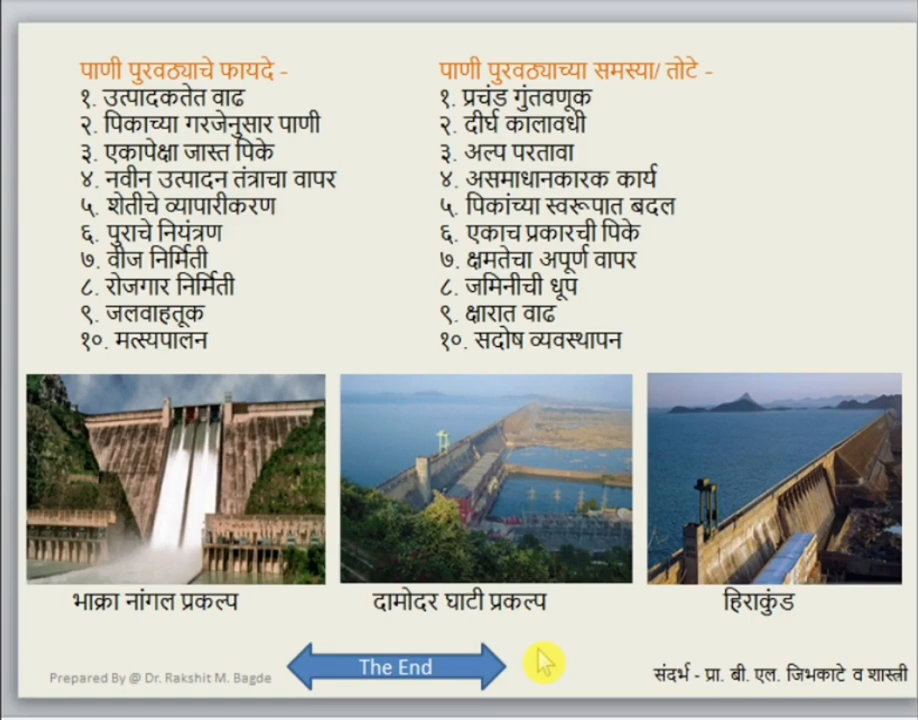 पाणी पुरवठ्याचे फायदे -
१. उत्पादकतेत वाढ
२. पिकाच्या गरजेनुसार पाणी
३. एकापेक्षा जास्त पिके
४. नवीन उत्पादन तंत्राचा वापर
५. शेतीचे व्यापारीकरण
६. पुराचे नियंत्रण
७. वीज निर्मिती
८. रोजगार निर्मिती
९. जलवाहतूक
१०. मत्स्यपालन
पाणी पुरवठ्याच्या समस्या/ तोटे -
१. प्रचंड गुंतवणूक
२. दीर्घ कालावधी
३. अल्प परतावा
४. असमाधानकारक कार्य
५. पिकांच्या स्वरूपात बदल
६. एकाच प्रकारची पिके
७. क्षमतेचा अपूर्ण वापर
८. जमिनीची धूप
९. क्षारात वाढ
१०. सदोष व्यवस्थापन
भाक्रा नांगल प्रकल्प
दामोदर घाटी प्रकल्प
हिराकुंड
The End
Prepared By @ Dr. Rakshit M. Bagde
संदर्भ - प्रा. बी. एल. जिभकाटे व शास्त्री